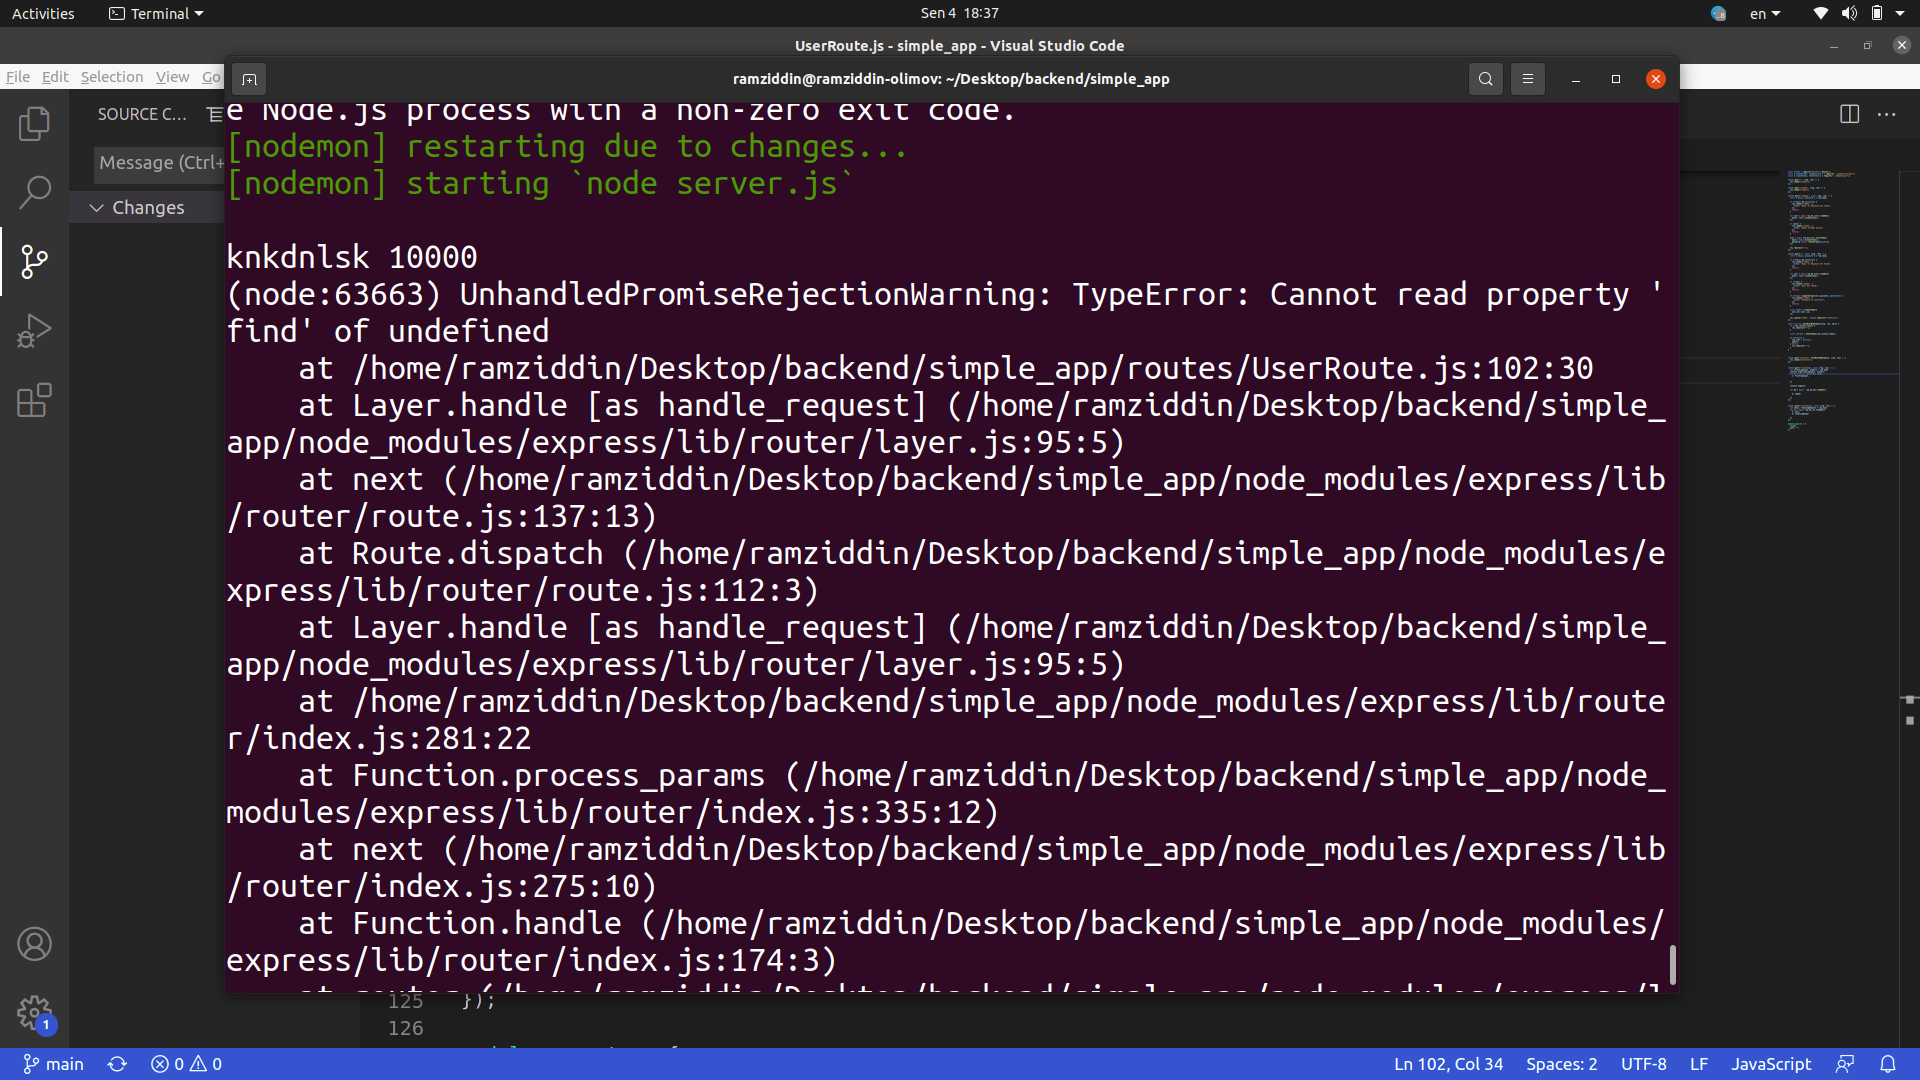 Activities Terminal Sen 4 18:37 en
UserRoute.js - simple_app - Visual Studio Code
File Edit Selection View Go
ramziddin@ramziddin-olimov: ~/Desktop/backend/simple_app
SOURCE C...
Message (Ctrl+
Changes
e Node.js process with a non-zero exit code.
[nodemon] restarting due to changes...
[nodemon] starting `node server.js`
knkdnlsk 10000
(node:63663) UnhandledPromiseRejectionWarning: TypeError: Cannot read property '
find' of undefined
at /home/ramziddin/Desktop/backend/simple_app/routes/UserRoute.js:102:30
at Layer.handle [as handle_request] (/home/ramziddin/Desktop/backend/simple_
app/node_modules/express/lib/router/layer.js:95:5)
at next (/home/ramziddin/Desktop/backend/simple_app/node_modules/express/lib
/router/route.js:137:13)
at Route.dispatch (/home/ramziddin/Desktop/backend/simple_app/node_modules/e
xpress/lib/router/route.js:112:3)
at Layer.handle [as handle_request] (/home/ramziddin/Desktop/backend/simple_
app/node_modules/express/lib/router/layer.js:95:5)
at /home/ramziddin/Desktop/backend/simple_app/node_modules/express/lib/route
r/index.js:281:22
at Function.process_params (/home/ramziddin/Desktop/backend/simple_app/node_
modules/express/lib/router/index.js:335:12)
at next (/home/ramziddin/Desktop/backend/simple_app/node_modules/express/lib
/router/index.js:275:10)
at Function.handle (/home/ramziddin/Desktop/backend/simple_app/node_modules/
express/lib/router/index.js:174:3)
125 });
126
1
main 0 0 Ln 102, Col 34 Spaces: 2 UTF-8 LF JavaScript